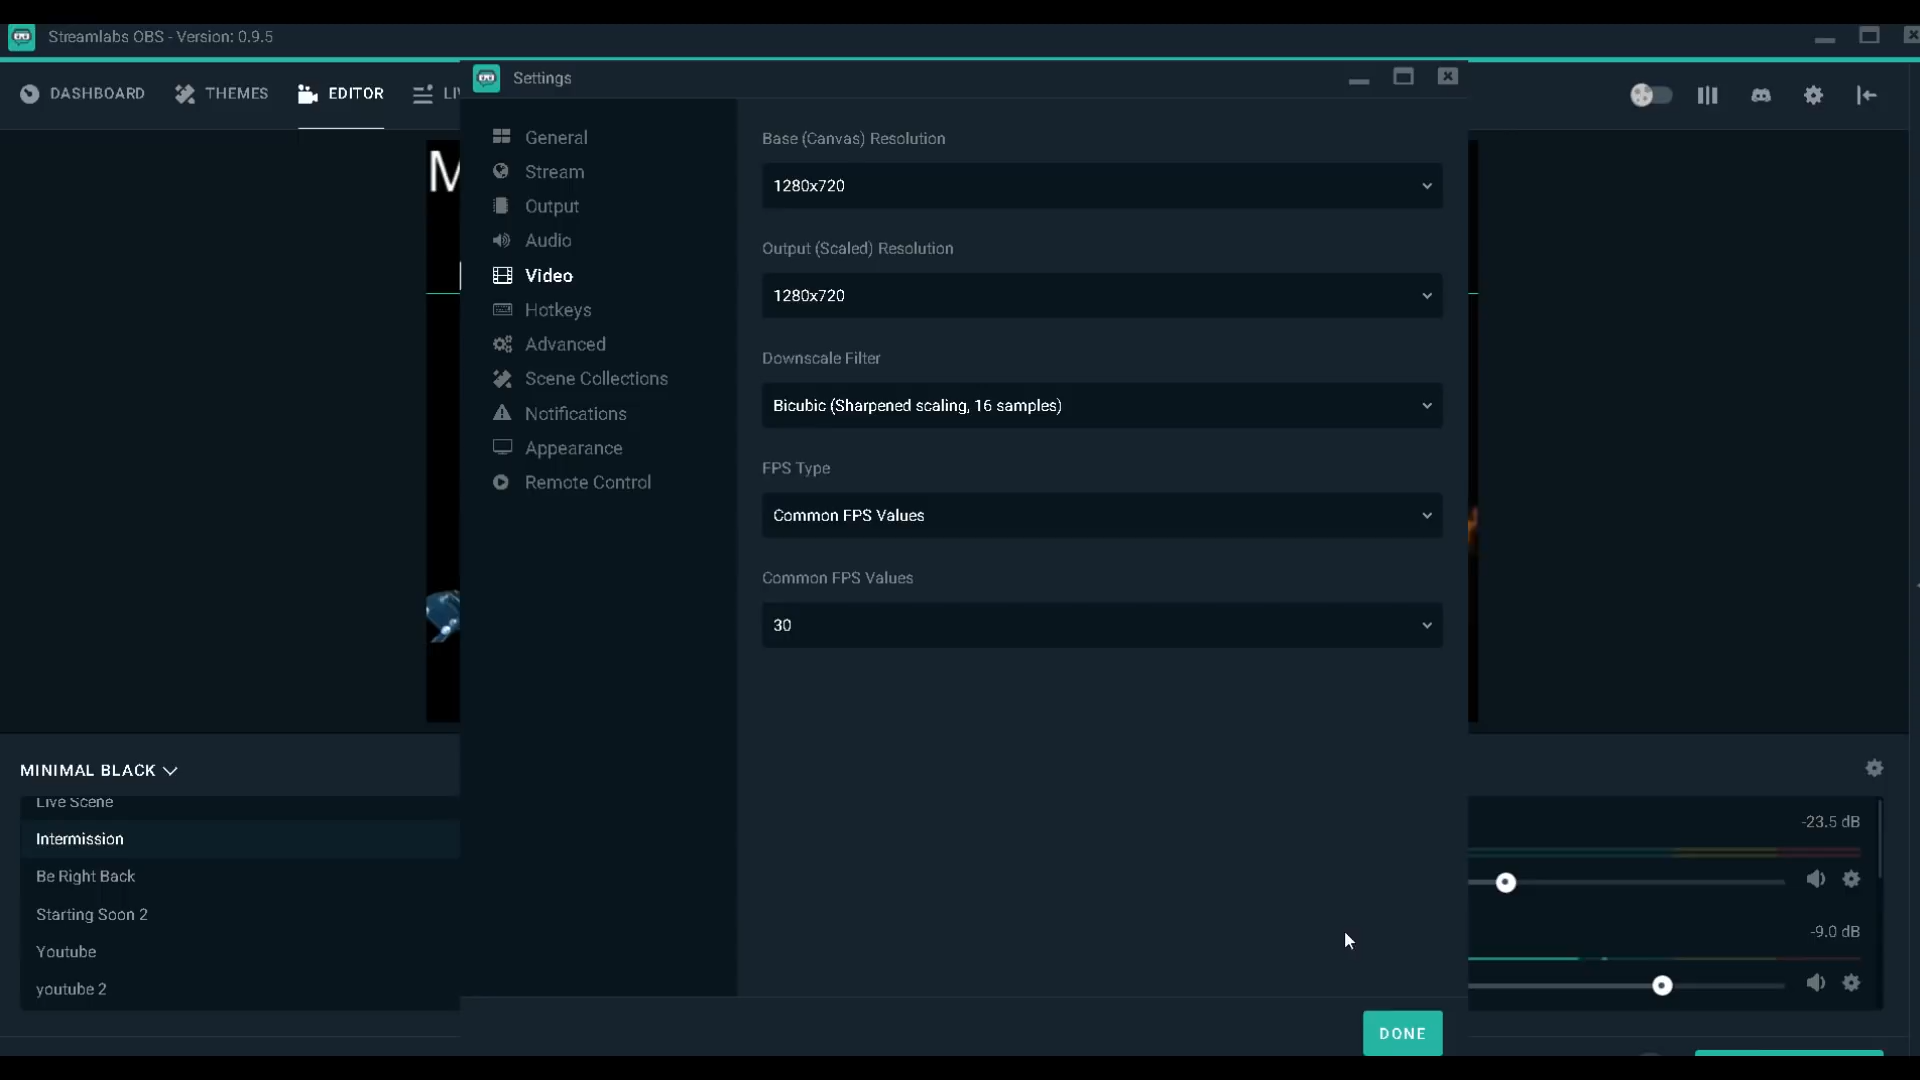 Streamlabs OBS - Version: 0.9.5
DASHBOARD
THEMES
EDITOR
Settings
General
Stream
Output
Audio
Video
Hotkeys
Advanced
Scene Collections
Notifications
Appearance
Remote Control
Base (Canvas) Resolution
1280x720
Output (Scaled) Resolution
1280x720
Downscale Filter
Bicubic (Sharpened scaling, 16 samples)
FPS Type
Common FPS Values
Common FPS Values
30
DONE
MINIMAL BLACK
Live Scene
Intermission
Be Right Back
Starting Soon 2
Youtube
youtube 2
-23.5 dB
-9.0 dB